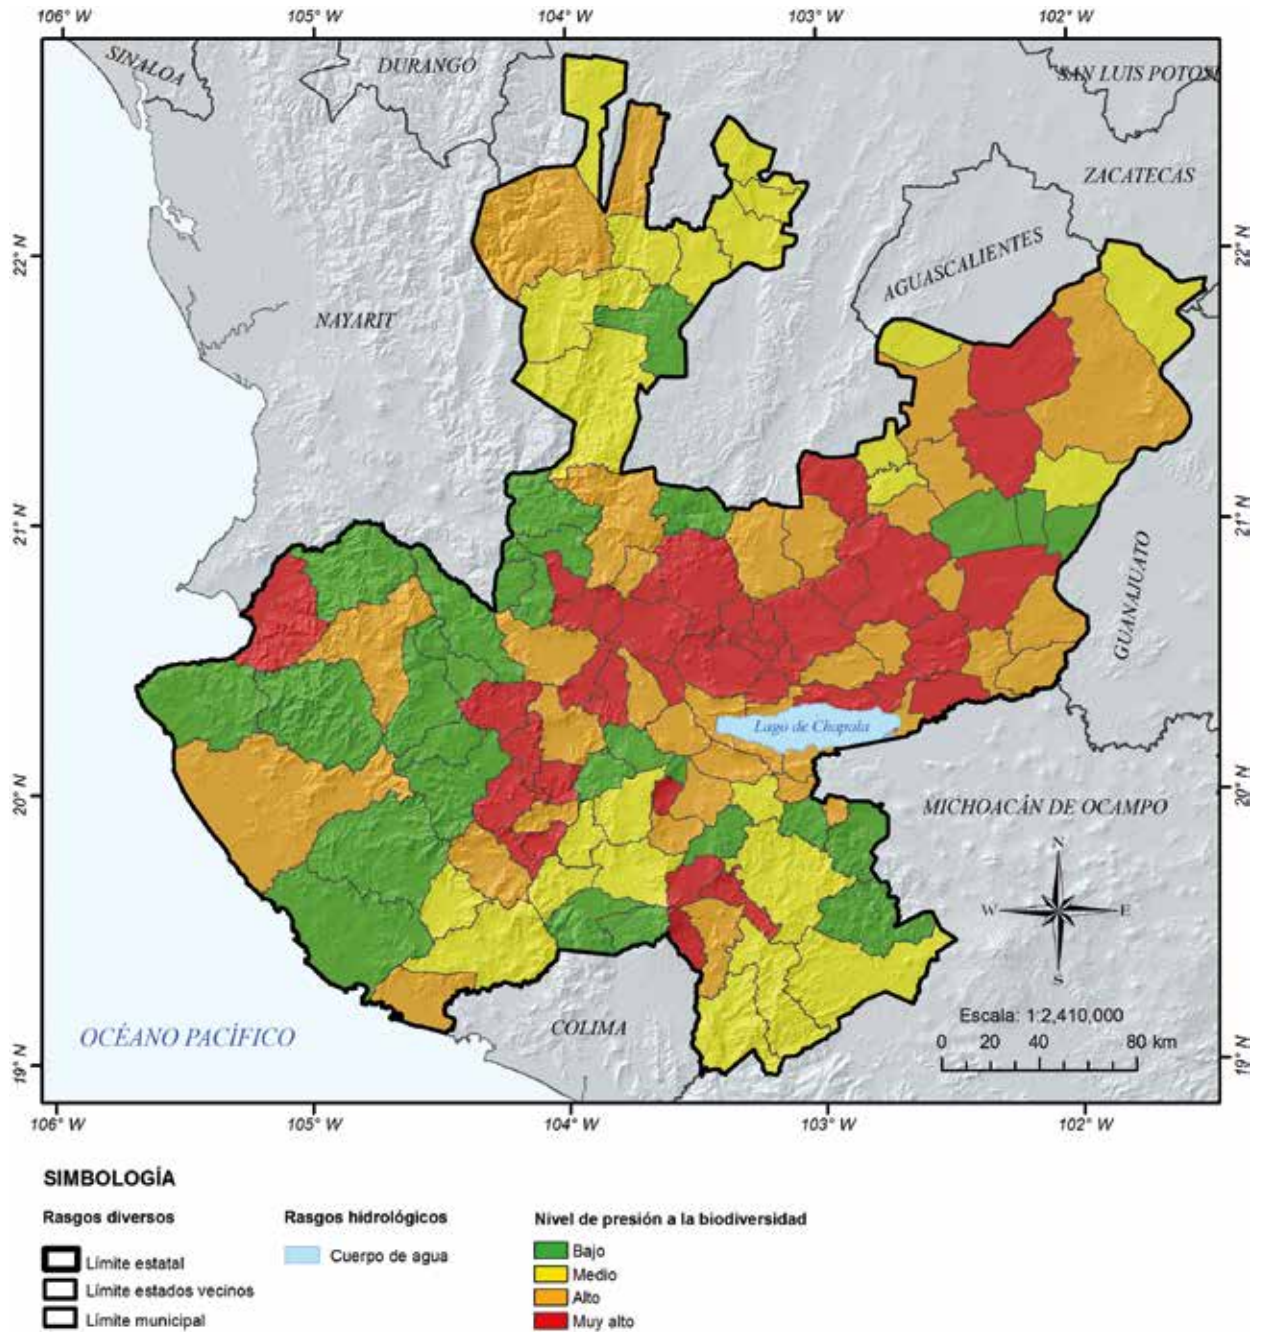 106° W 105° W 104° W 103° W 102° W
SINALOA
DURANGO
SAN LUIS POTOSÍ
ZACATECAS
22° N
22° N
AGUASCALIENTES
NAYARIT
21° N
21° N
GUANAJUATO
Lago de Chapala
20° N
20° N
MICHOACÁN DE OCAMPO
N
W E
S
Escala: 1:2,410,000
0 20 40 80 km
OCÉANO PACÍFICO
COLIMA
19° N
19° N
106° W 105° W 104° W 103° W 102° W
SIMBOLOGÍA
Rasgos diversos
Límite estatal
Límite estados vecinos
Límite municipal
Rasgos hidrológicos
Cuerpo de agua
Nivel de presión a la biodiversidad
Bajo
Medio
Alto
Muy alto